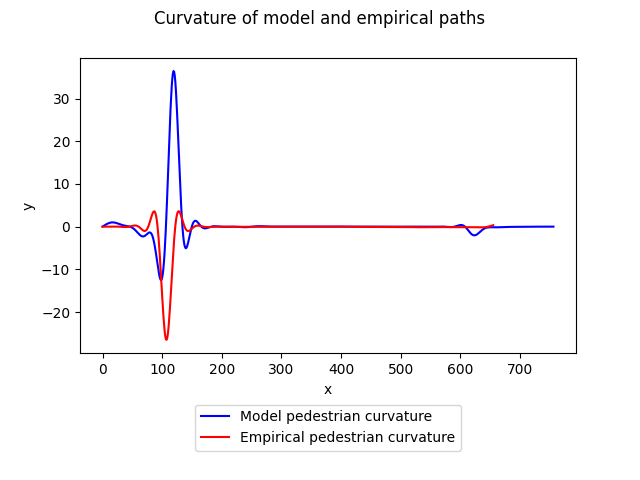 Curvature of model and empirical paths
y
30
20
10
0
−10
−20
0 100 200 300 400 500 600 700
x
Model pedestrian curvature
Empirical pedestrian curvature